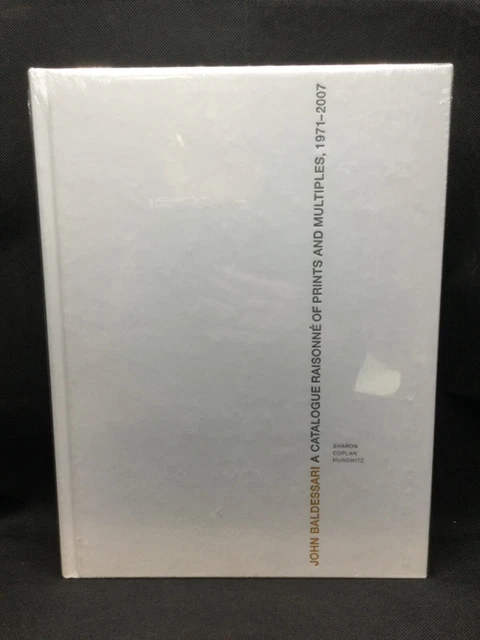 JOHN BALDESSARI A CATALOGUE RAISONNÉ OF PRINTS AND MULTIPLES, 1971–2007
SHARON
COPLAN
HUROWITZ